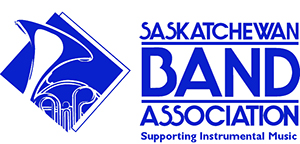 SASKATCHEWAN
BAND
ASSOCIATION
Supporting Instrumental Music